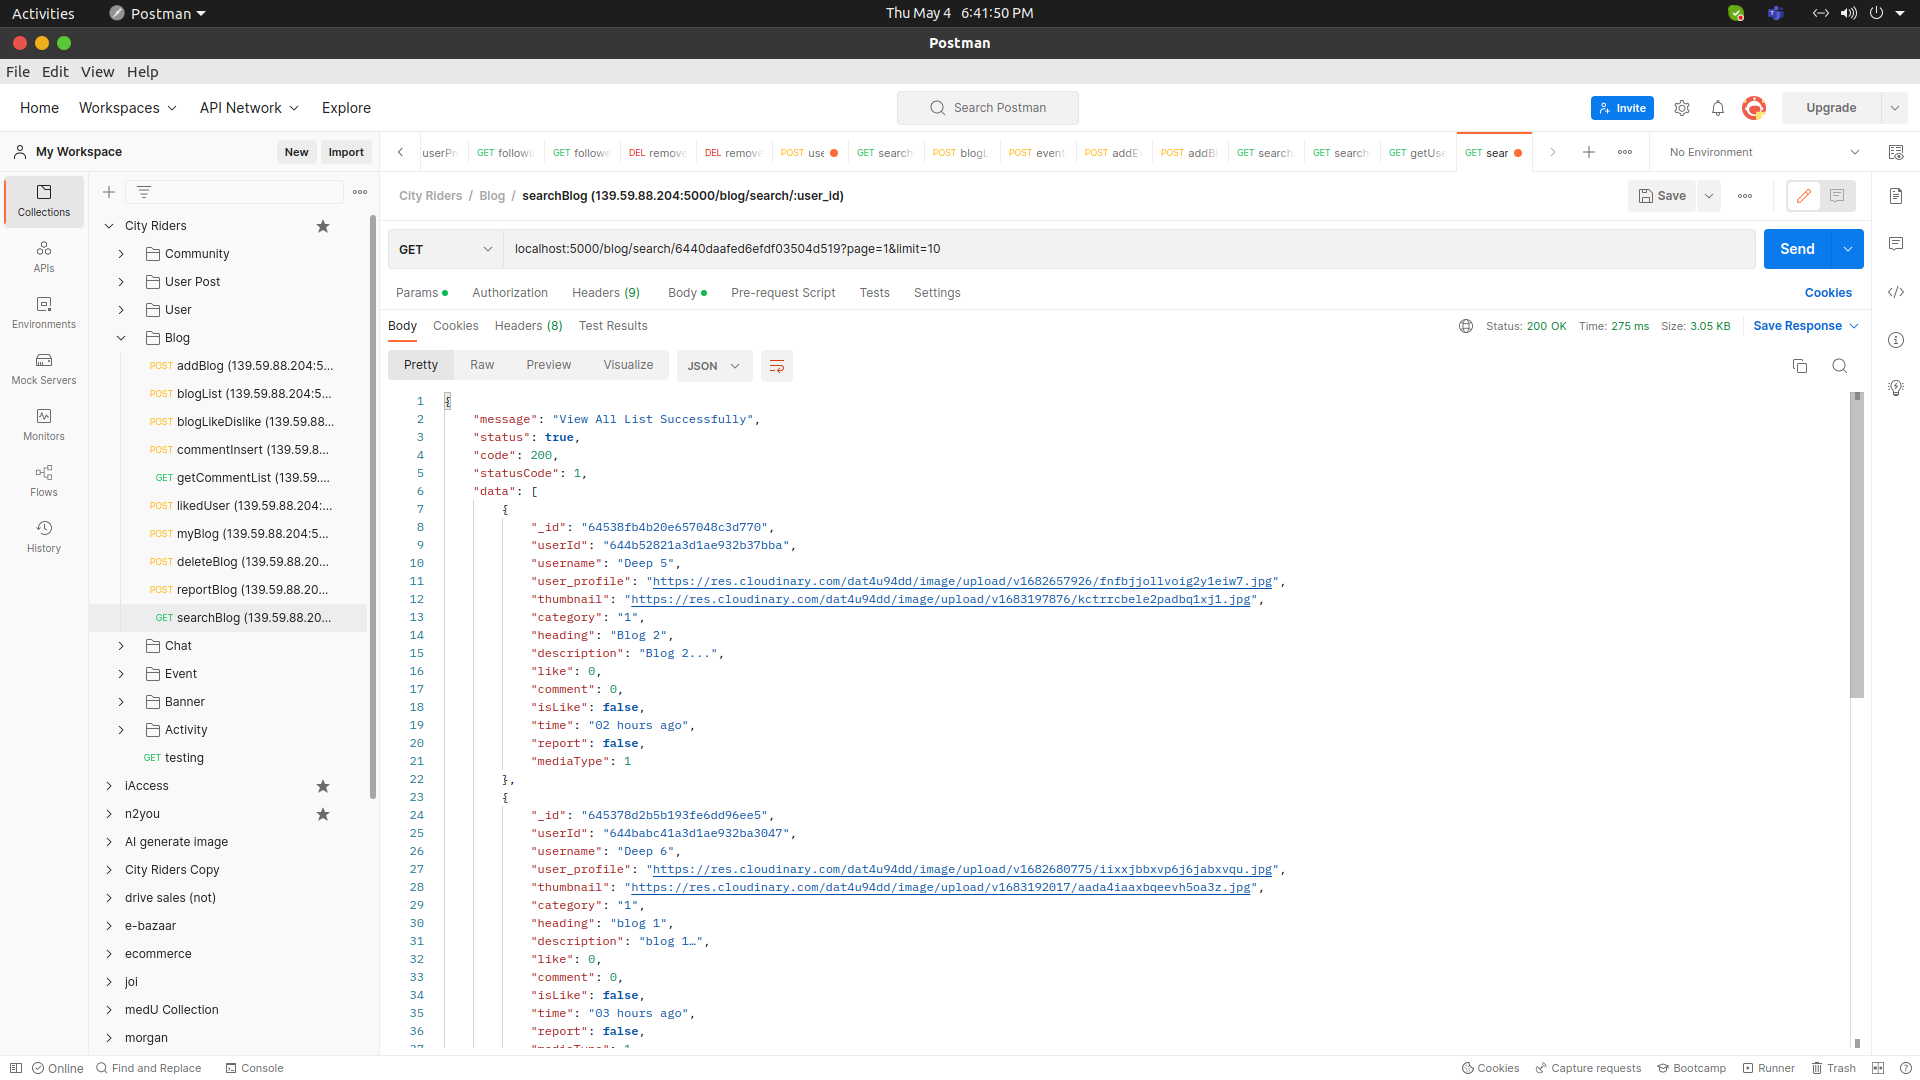 Activities
Postman
Thu May 4 6:41:50 PM
Postman
File Edit View Help
Home Workspaces API Network Explore
Search Postman
Invite
Upgrade
My Workspace
New Import
userPr
GET followi
GET followe
DEL remove
DEL remove
POST use
GET search
POST blogL
POST event
POST addEv
POST addBl
GET search
GET search
GET getUse
GET sear
No Environment
Collections
APIs
Environments
Mock Servers
Monitors
Flows
History
City Riders
Community
User Post
User
Blog
POST addBlog (139.59.88.204:5...
POST blogList (139.59.88.204:5...
POST blogLikeDislike (139.59.88...
POST commentInsert (139.59.8...
GET getCommentList (139.59....
POST likedUser (139.59.88.204:...
POST myBlog (139.59.88.204:5...
POST deleteBlog (139.59.88.20...
POST reportBlog (139.59.88.20...
GET searchBlog (139.59.88.20...
Chat
Event
Banner
Activity
GET testing
iAccess
n2you
AI generate image
City Riders Copy
drive sales (not)
e-bazaar
ecommerce
joi
medU Collection
morgan
City Riders / Blog / searchBlog (139.59.88.204:5000/blog/search/:user_id)
Save
GET
localhost:5000/blog/search/6440daafed6efdf03504d519?page=1&limit=10
Send
Params Authorization Headers (9) Body Pre-request Script Tests Settings
Cookies
Body Cookies Headers (8) Test Results
Status: 200 OK Time: 275 ms Size: 3.05 KB
Save Response
Pretty Raw Preview Visualize
JSON
1 {
2 "message": "View All List Successfully",
3 "status": true,
4 "code": 200,
5 "statusCode": 1,
6 "data": [
7 {
8 "_id": "64538fb4b20e657048c3d770",
9 "userId": "644b52821a3d1ae932b37bba",
10 "username": "Deep 5",
11 "user_profile": "https://res.cloudinary.com/dat4u94dd/image/upload/v1682657926/fnfbjjollvoig2y1eiw7.jpg",
12 "thumbnail": "https://res.cloudinary.com/dat4u94dd/image/upload/v1683197876/kctrrcbele2padbq1xj1.jpg",
13 "category": "1",
14 "heading": "Blog 2",
15 "description": "Blog 2...",
16 "like": 0,
17 "comment": 0,
18 "isLike": false,
19 "time": "02 hours ago",
20 "report": false,
21 "mediaType": 1
22 },
23 {
24 "_id": "645378d2b5b193fe6dd96ee5",
25 "userId": "644babc41a3d1ae932ba3047",
26 "username": "Deep 6",
27 "user_profile": "https://res.cloudinary.com/dat4u94dd/image/upload/v1682680775/iixxjbbxvp6j6jabxvqu.jpg",
28 "thumbnail": "https://res.cloudinary.com/dat4u94dd/image/upload/v1683192017/aada4iaaxbqeevh5oa3z.jpg",
29 "category": "1",
30 "heading": "blog 1",
31 "description": "blog 1…",
32 "like": 0,
33 "comment": 0,
34 "isLike": false,
35 "time": "03 hours ago",
36 "report": false,
37 "mediaType": 1
Online
Find and Replace
Console
Cookies
Capture requests
Bootcamp
Runner
Trash